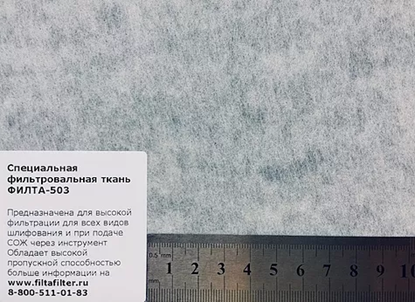 Специальная
фильтровальная ткань
ФИЛТА-503
Предназначена для высокой
фильтрации для всех видов
шлифования и при подаче
СОЖ через инструмент
Обладает высокой
пропускной способностью
больше информации на
www.filtafilter.ru
8-800-511-01-83
0,5 1 2 3 4 5 6 7 8 9 10